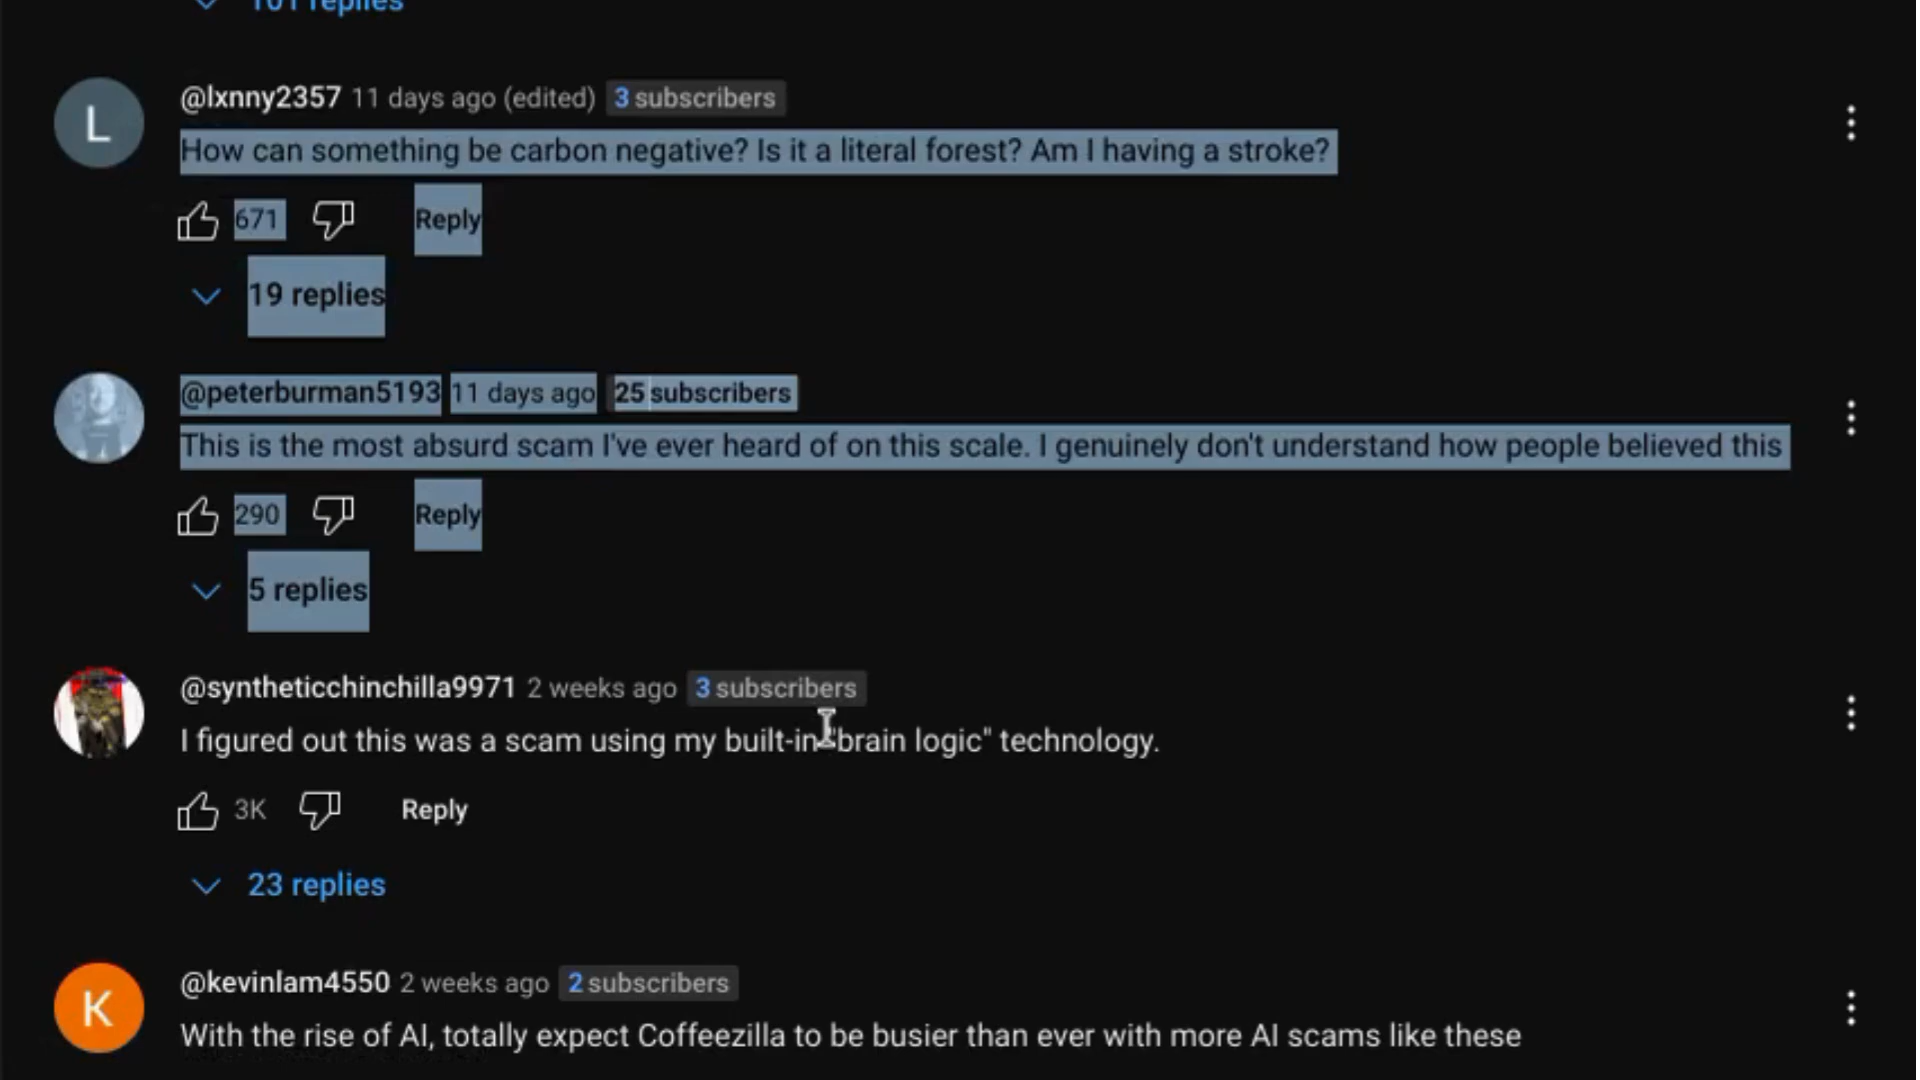 101 replies
L
@lxnny2357 11 days ago (edited) 3 subscribers
How can something be carbon negative? Is it a literal forest? Am I having a stroke?
671 Reply
19 replies
@peterburman5193 11 days ago 25 subscribers
This is the most absurd scam I've ever heard of on this scale. I genuinely don't understand how people believed this
290 Reply
5 replies
@syntheticchinchilla9971 2 weeks ago 3 subscribers
I figured out this was a scam using my built-in "brain logic" technology.
3K Reply
23 replies
K
@kevinlam4550 2 weeks ago 2 subscribers
With the rise of AI, totally expect Coffeezilla to be busier than ever with more AI scams like these